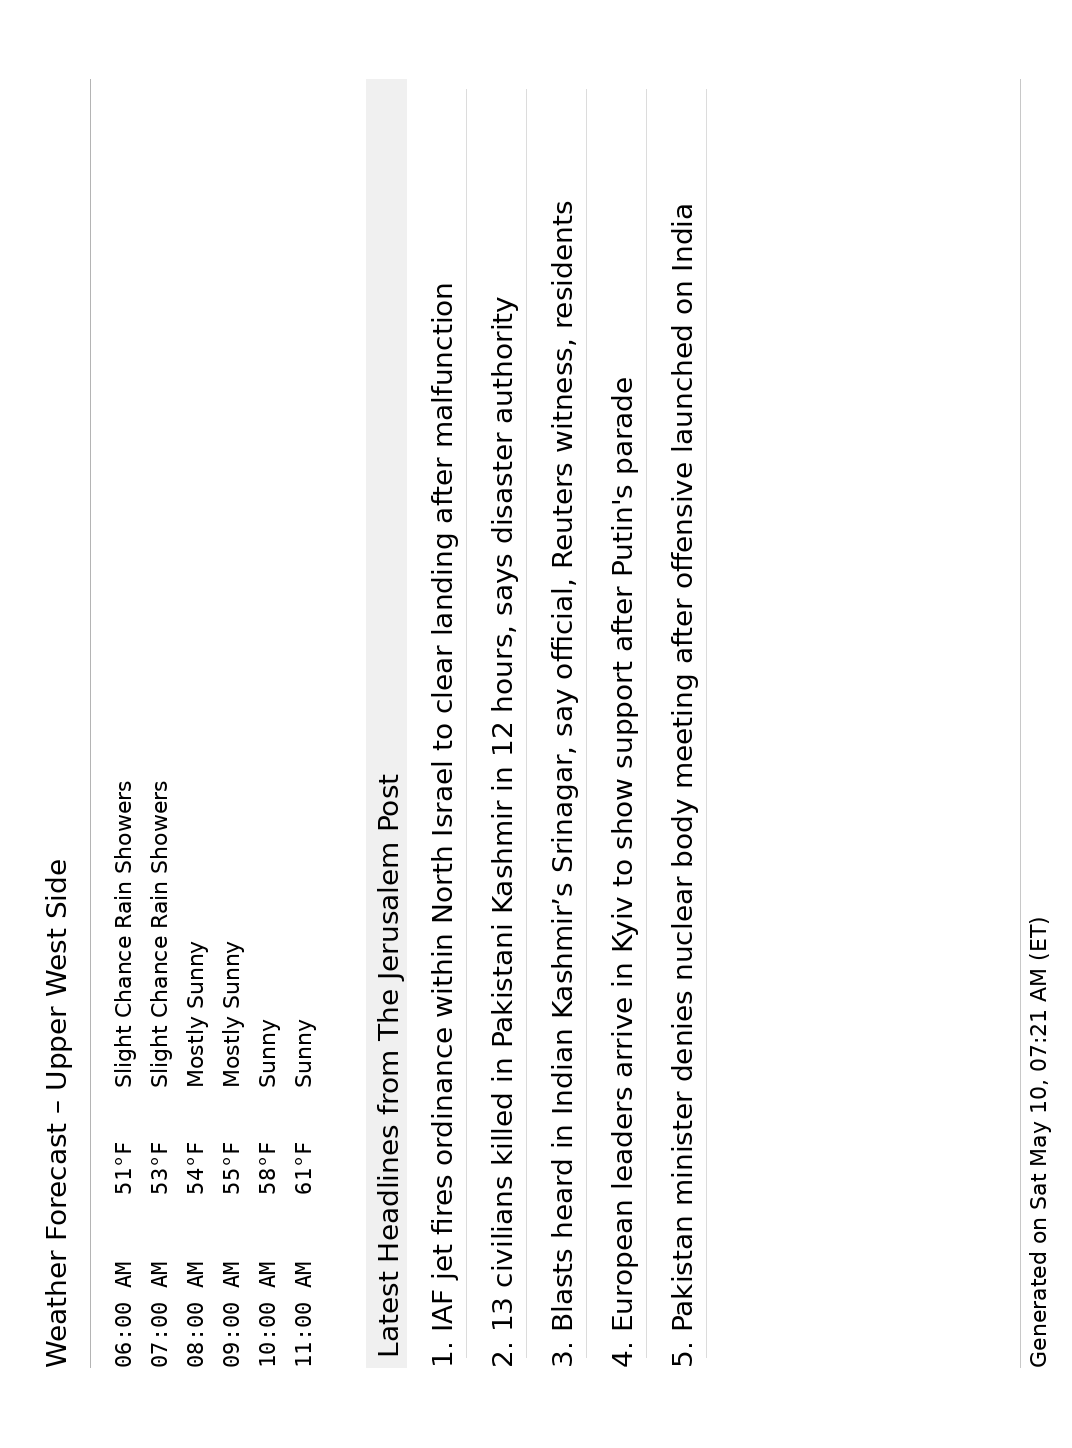 Weather Forecast – Upper West Side
06:00 AM 51°F Slight Chance Rain Showers
07:00 AM 53°F Slight Chance Rain Showers
08:00 AM 54°F Mostly Sunny
09:00 AM 55°F Mostly Sunny
10:00 AM 58°F Sunny
11:00 AM 61°F Sunny
Latest Headlines from The Jerusalem Post
1. IAF jet fires ordinance within North Israel to clear landing after malfunction
2. 13 civilians killed in Pakistani Kashmir in 12 hours, says disaster authority
3. Blasts heard in Indian Kashmir’s Srinagar, say official, Reuters witness, residents
4. European leaders arrive in Kyiv to show support after Putin's parade
5. Pakistan minister denies nuclear body meeting after offensive launched on India
Generated on Sat May 10, 07:21 AM (ET)